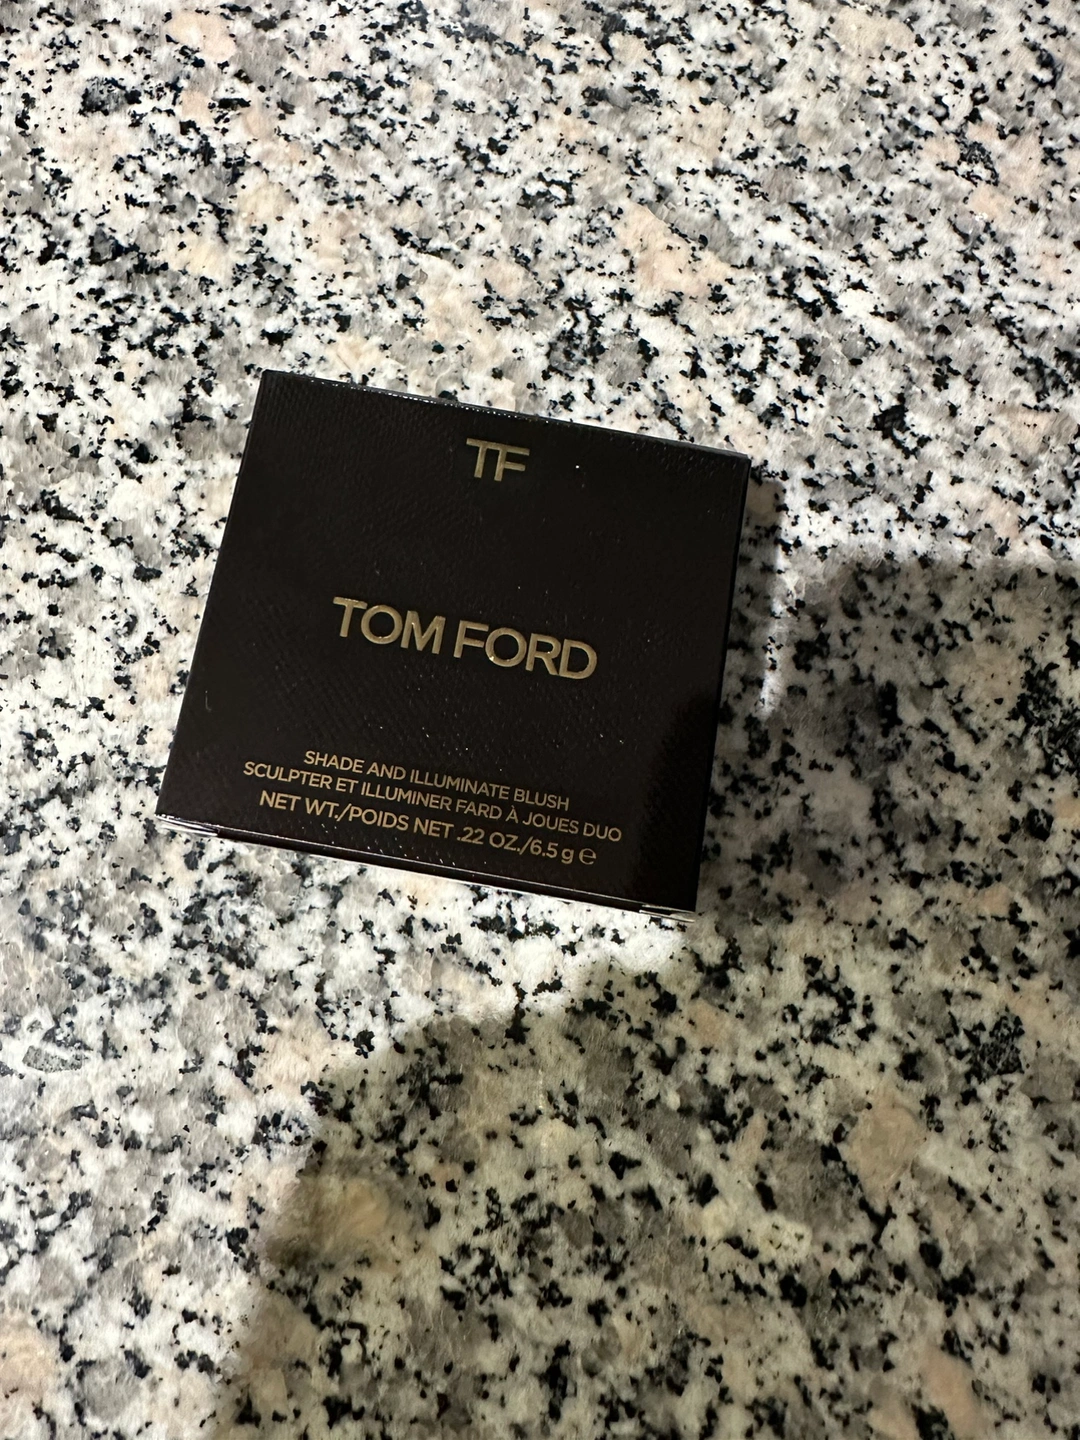 TF
TOM FORD
SHADE AND ILLUMINATE BLUSH
SCULPTER ET ILLUMINER FARD À JOUES DUO
NET WT./POIDS NET .22 OZ./6.5 g ℮